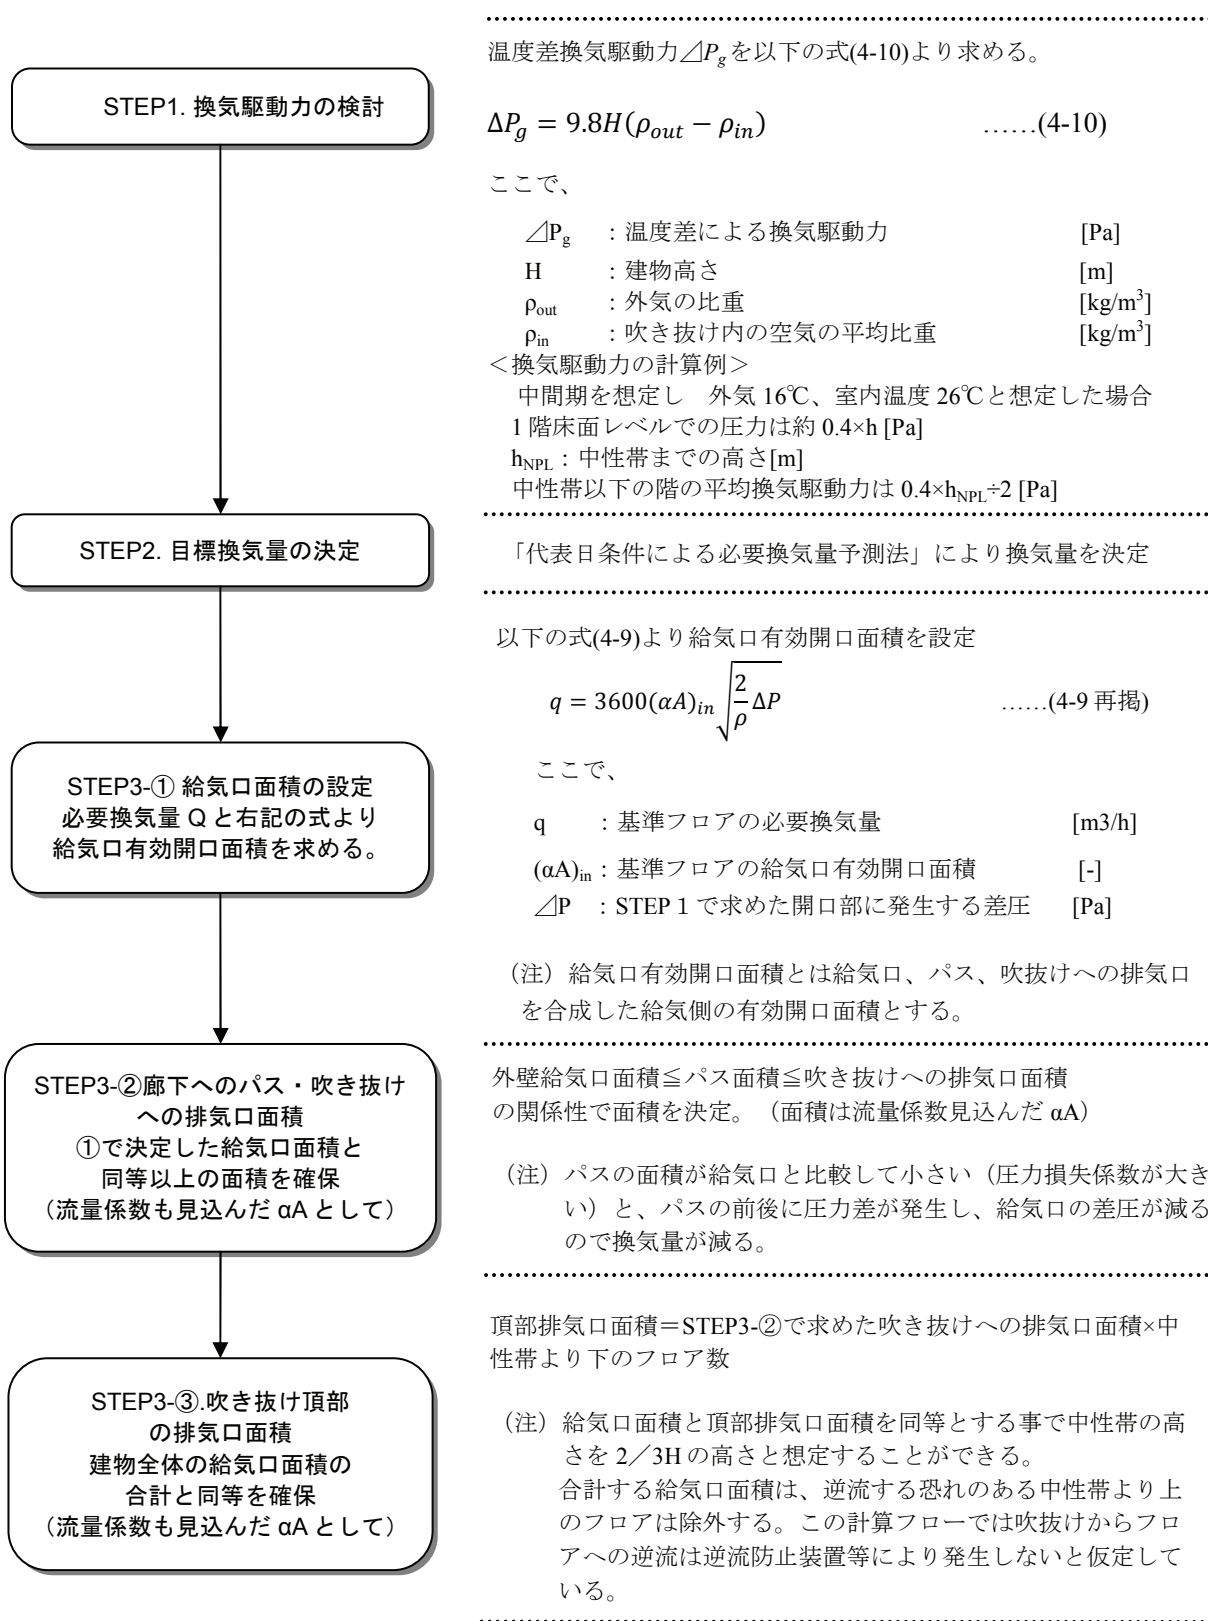 STEP1. 換気駆動力の検討
温度差換気駆動力⊿Pgを以下の式(4-10)より求める。
ΔPg = 9.8H(ρout − ρin) ……(4-10)
ここで、
⊿Pg ：温度差による換気駆動力 [Pa]
H ：建物高さ [m]
ρout ：外気の比重 [kg/m3]
ρin ：吹き抜け内の空気の平均比重 [kg/m3]
＜換気駆動力の計算例＞
中間期を想定し 外気 16℃、室内温度 26℃と想定した場合
1 階床面レベルでの圧力は約 0.4×h [Pa]
hNPL：中性帯までの高さ[m]
中性帯以下の階の平均換気駆動力は 0.4×hNPL÷2 [Pa]
STEP2. 目標換気量の決定
「代表日条件による必要換気量予測法」により換気量を決定
STEP3-① 給気口面積の設定
必要換気量 Q と右記の式より
給気口有効開口面積を求める。
以下の式(4-9)より給気口有効開口面積を設定
q = 3600(αA)in√(2/ρ ΔP) ……(4-9 再掲)
ここで、
q ：基準フロアの必要換気量 [m3/h]
(αA)in：基準フロアの給気口有効開口面積 [-]
⊿P ：STEP１で求めた開口部に発生する差圧 [Pa]
（注）給気口有効開口面積とは給気口、パス、吹抜けへの排気口
を合成した給気側の有効開口面積とする。
STEP3-②廊下へのパス・吹き抜け
への排気口面積
①で決定した給気口面積と
同等以上の面積を確保
（流量係数も見込んだ αA として）
外壁給気口面積≦パス面積≦吹き抜けへの排気口面積
の関係性で面積を決定。（面積は流量係数見込んだ αA）
（注）パスの面積が給気口と比較して小さい（圧力損失係数が大き
い）と、パスの前後に圧力差が発生し、給気口の差圧が減る
ので換気量が減る。
STEP3-③.吹き抜け頂部
の排気口面積
建物全体の給気口面積の
合計と同等を確保
（流量係数も見込んだ αA として）
頂部排気口面積＝STEP3-②で求めた吹き抜けへの排気口面積×中
性帯より下のフロア数
（注）給気口面積と頂部排気口面積を同等とする事で中性帯の高
さを 2／3H の高さと想定することができる。
合計する給気口面積は、逆流する恐れのある中性帯より上
のフロアは除外する。この計算フローでは吹抜けからフロ
アへの逆流は逆流防止装置等により発生しないと仮定して
いる。